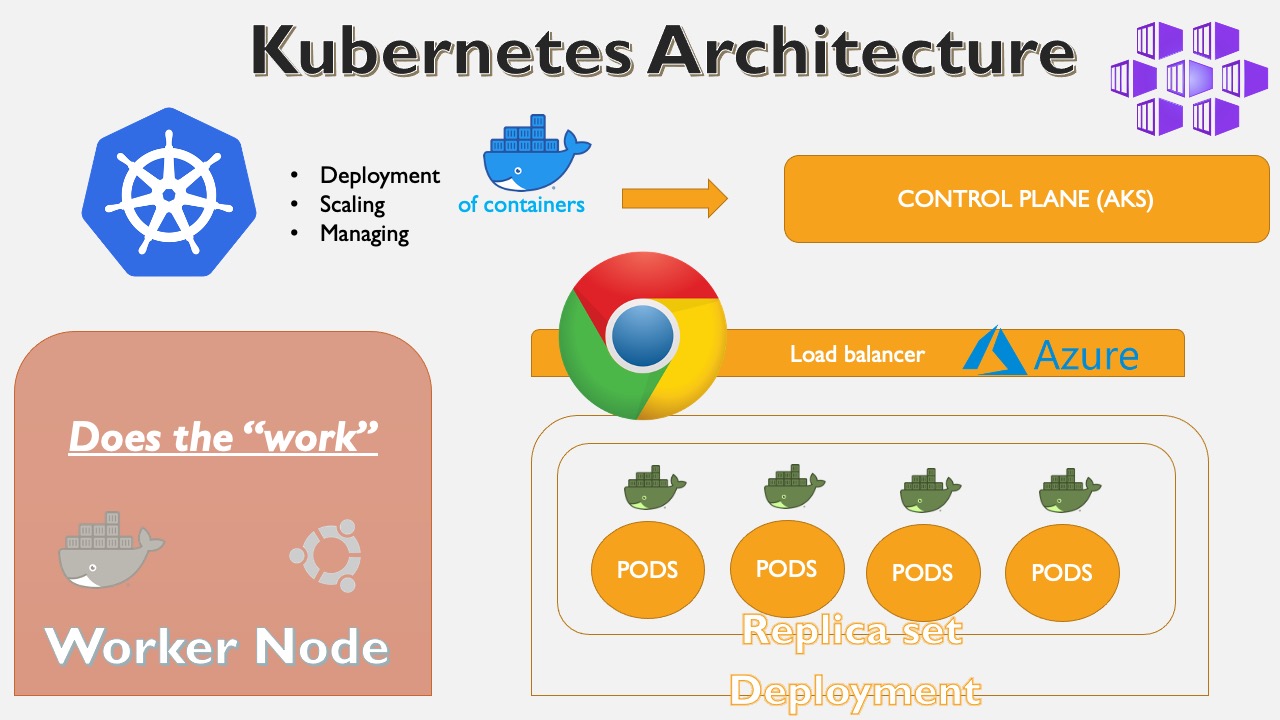 Kubernetes Architecture
• Deployment
• Scaling
• Managing
of containers
CONTROL PLANE (AKS)
Load balancer
Azure
Does the “work”
Worker Node
PODS
PODS
PODS
PODS
Replica set
Deployment